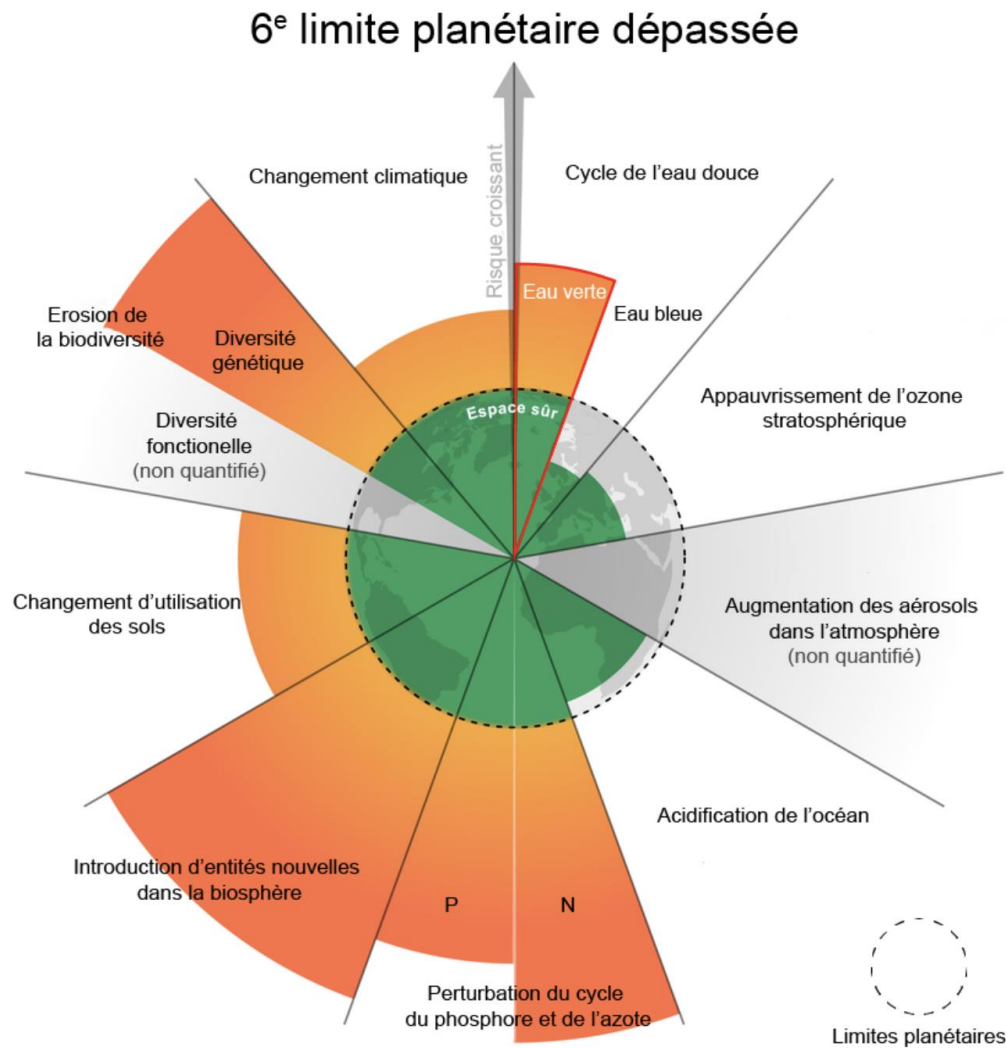 6e limite planétaire dépassée
Risque croissant
Changement climatique
Cycle de l'eau douce
Eau verte
Eau bleue
Erosion de
la biodiversité
Diversité
génétique
Diversité
fonctionelle
(non quantifié)
Espace sûr
Appauvrissement de l'ozone
stratosphérique
Changement d'utilisation
des sols
Augmentation des aérosols
dans l'atmosphère
(non quantifié)
Acidification de l'océan
Introduction d'entités nouvelles
dans la biosphère
P
N
Perturbation du cycle
du phosphore et de l'azote
Limites planétaires